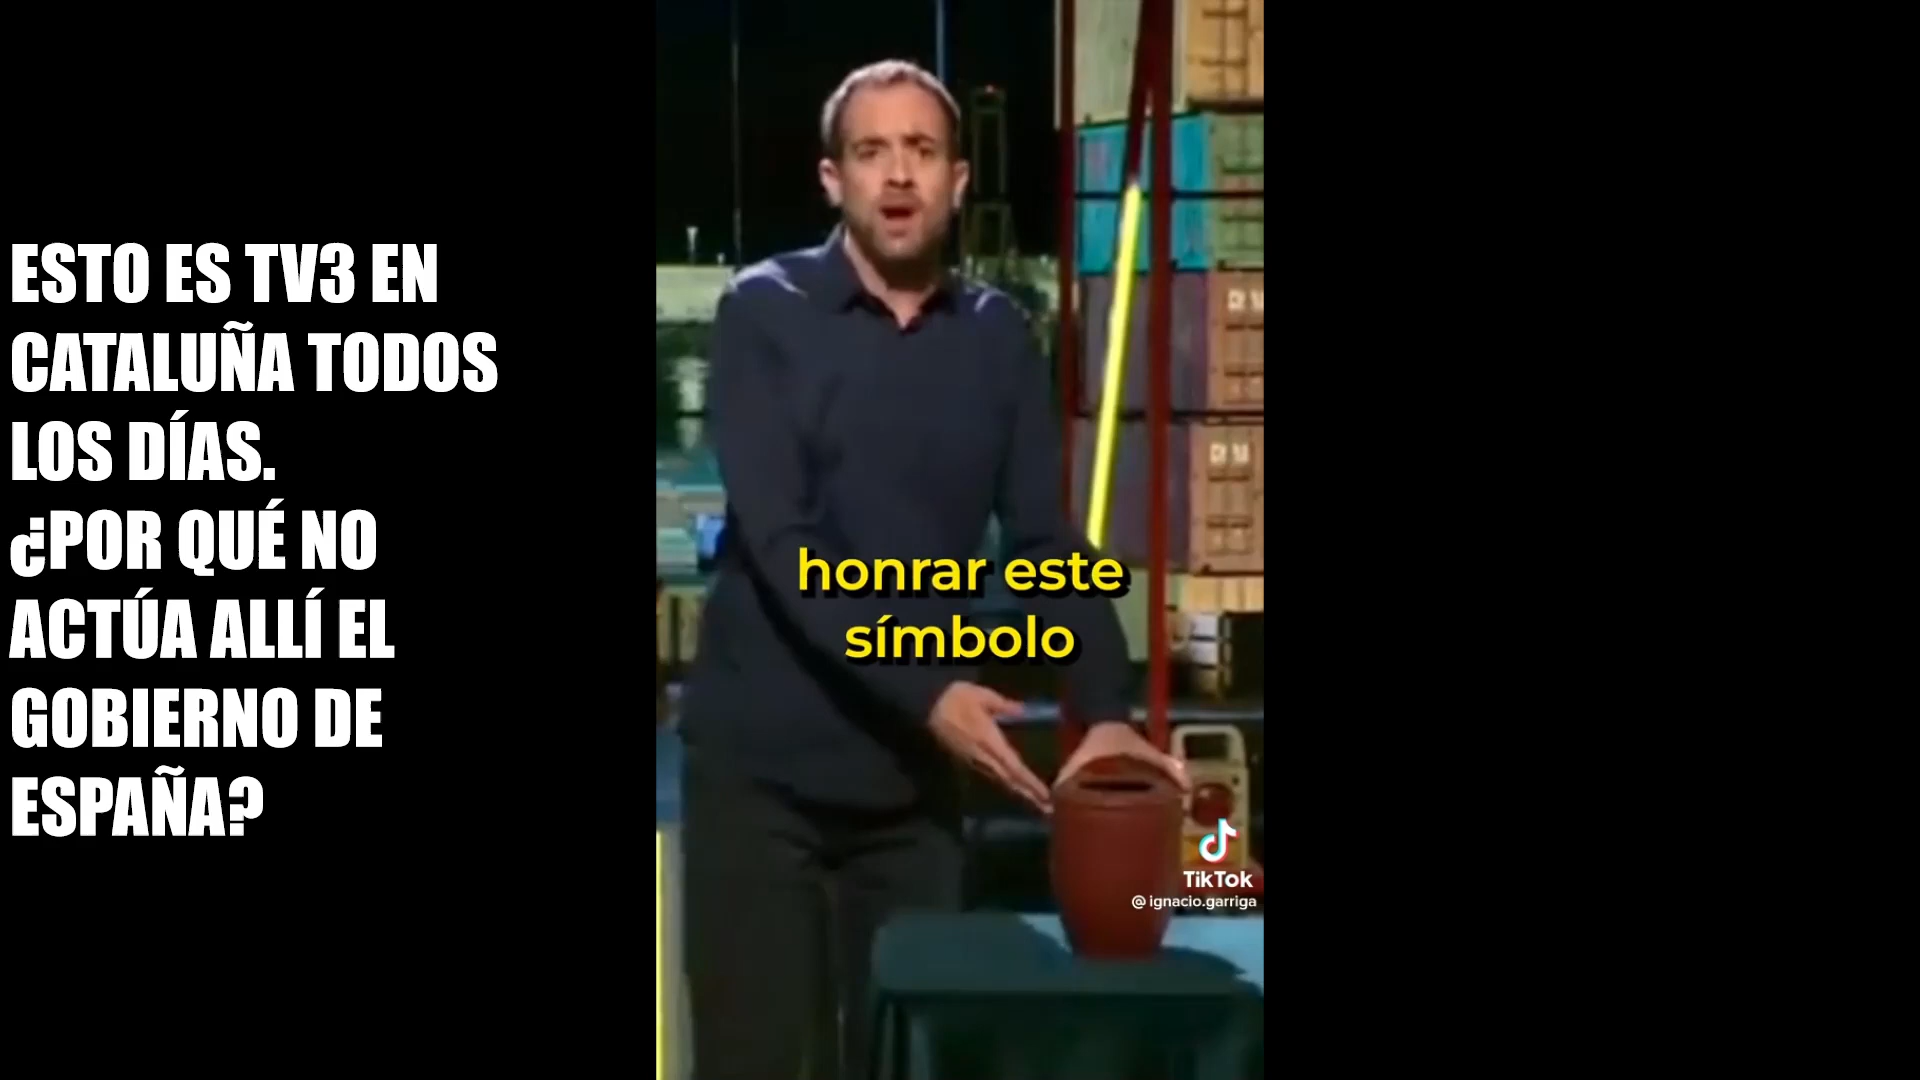 ESTO ES TV3 EN
CATALUÑA TODOS
LOS DÍAS.
¿POR QUÉ NO
ACTÚA ALLÍ EL
GOBIERNO DE
ESPAÑA?
honrar este
símbolo
TikTok
@ignacio.garriga